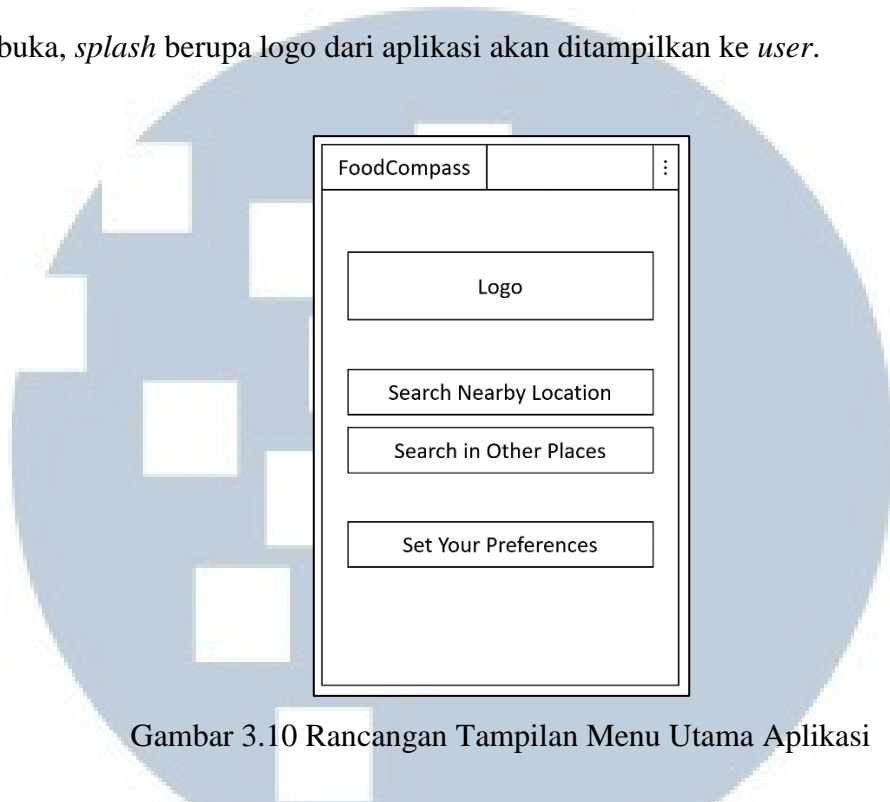 buka, splash berupa logo dari aplikasi akan ditampilkan ke user.
FoodCompass
Logo
Search Nearby Location
Search in Other Places
Set Your Preferences
Gambar 3.10 Rancangan Tampilan Menu Utama Aplikasi